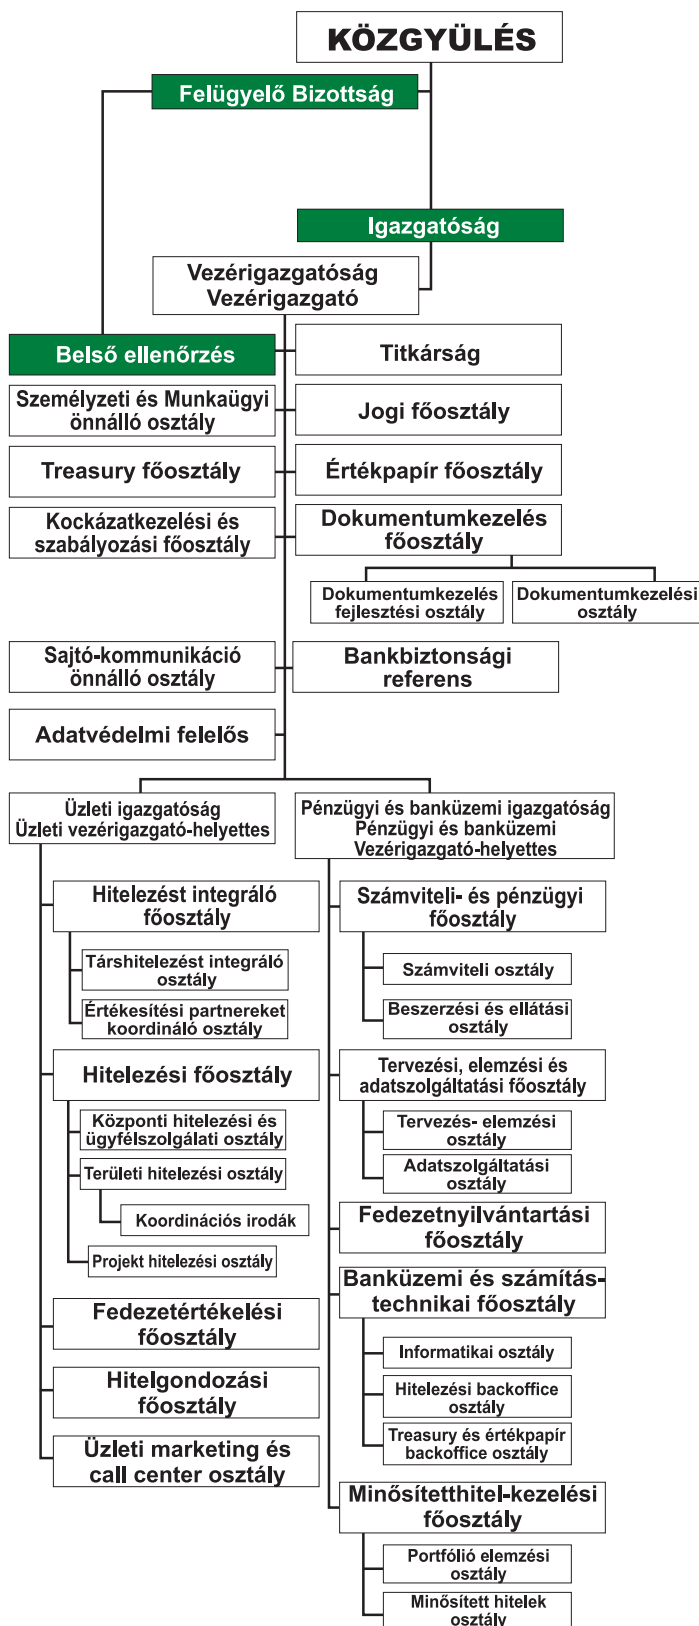 KÖZGYÜLÉS
Felügyelő Bizottság
Igazgatóság
Vezérigazgatóság
Vezérigazgató
Belső ellenőrzés
Titkárság
Személyzeti és Munkaügyi
önnálló osztály
Jogi főosztály
Treasury főosztály
Értékpapír főosztály
Kockázatkezelési és
szabályozási főosztály
Dokumentumkezelés
főosztály
Dokumentumkezelés
fejlesztési osztály
Dokumentumkezelési
osztály
Sajtó-kommunikáció
önnálló osztály
Bankbiztonsági
referens
Adatvédelmi felelős
Üzleti igazgatóság
Üzleti vezérigazgató-helyettes
Pénzügyi és banküzemi igazgatóság
Pénzügyi és banküzemi
Vezérigazgató-helyettes
Hitelezést integráló
főosztály
Társhitelezést integráló
osztály
Értékesítési partnereket
koordináló osztály
Hitelezési főosztály
Központi hitelezési és
ügyfélszolgálati osztály
Területi hitelezési osztály
Koordinációs irodák
Projekt hitelezési osztály
Fedezetértékelési
főosztály
Hitelgondozási
főosztály
Üzleti marketing és
call center osztály
Számviteli- és pénzügyi
főosztály
Számviteli osztály
Beszerzési és ellátási
osztály
Tervezési, elemzési és
adatszolgáltatási főosztály
Tervezés- elemzési
osztály
Adatszolgáltatási
osztály
Fedezetnyilvántartási
főosztály
Banküzemi és számítás-
technikai főosztály
Informatikai osztály
Hitelezési backoffice
osztály
Treasury és értékpapír
backoffice osztály
Minősítetthitel-kezelési
főosztály
Portfólió elemzési
osztály
Minősített hitelek
osztály